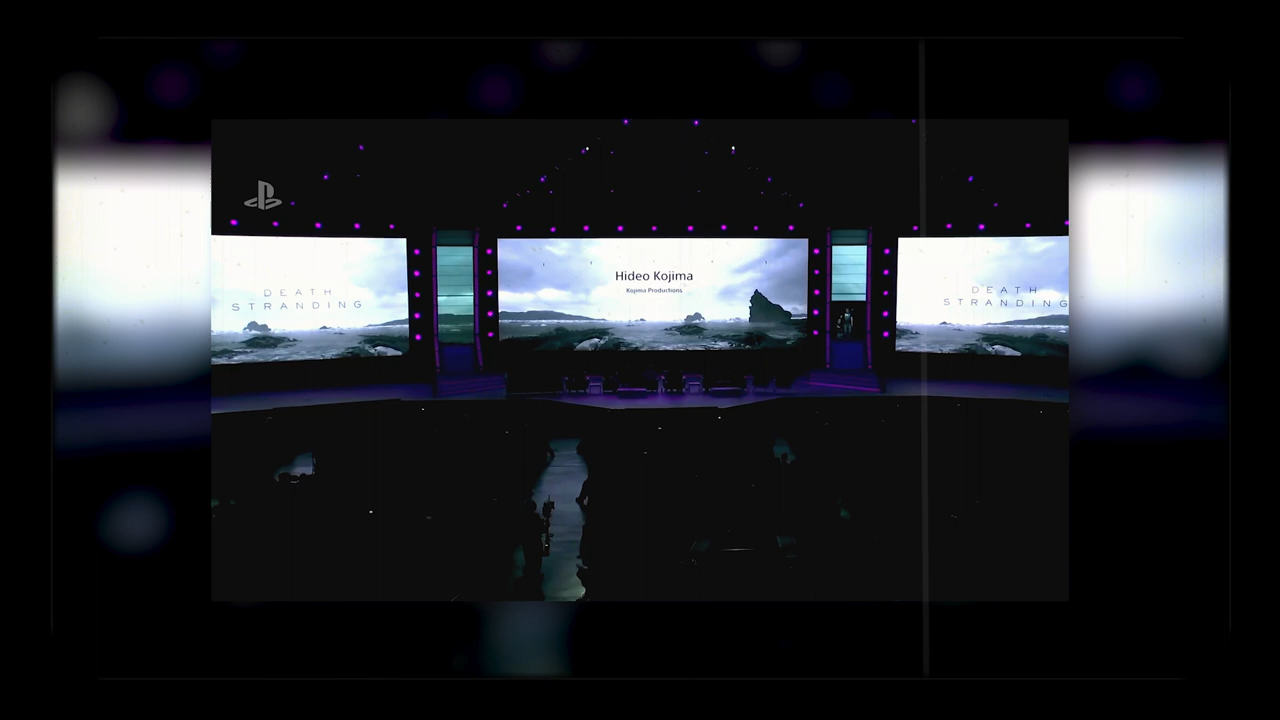 DEATH
STRANDING
Hideo Kojima
Kojima Productions
DEATH
STRANDING